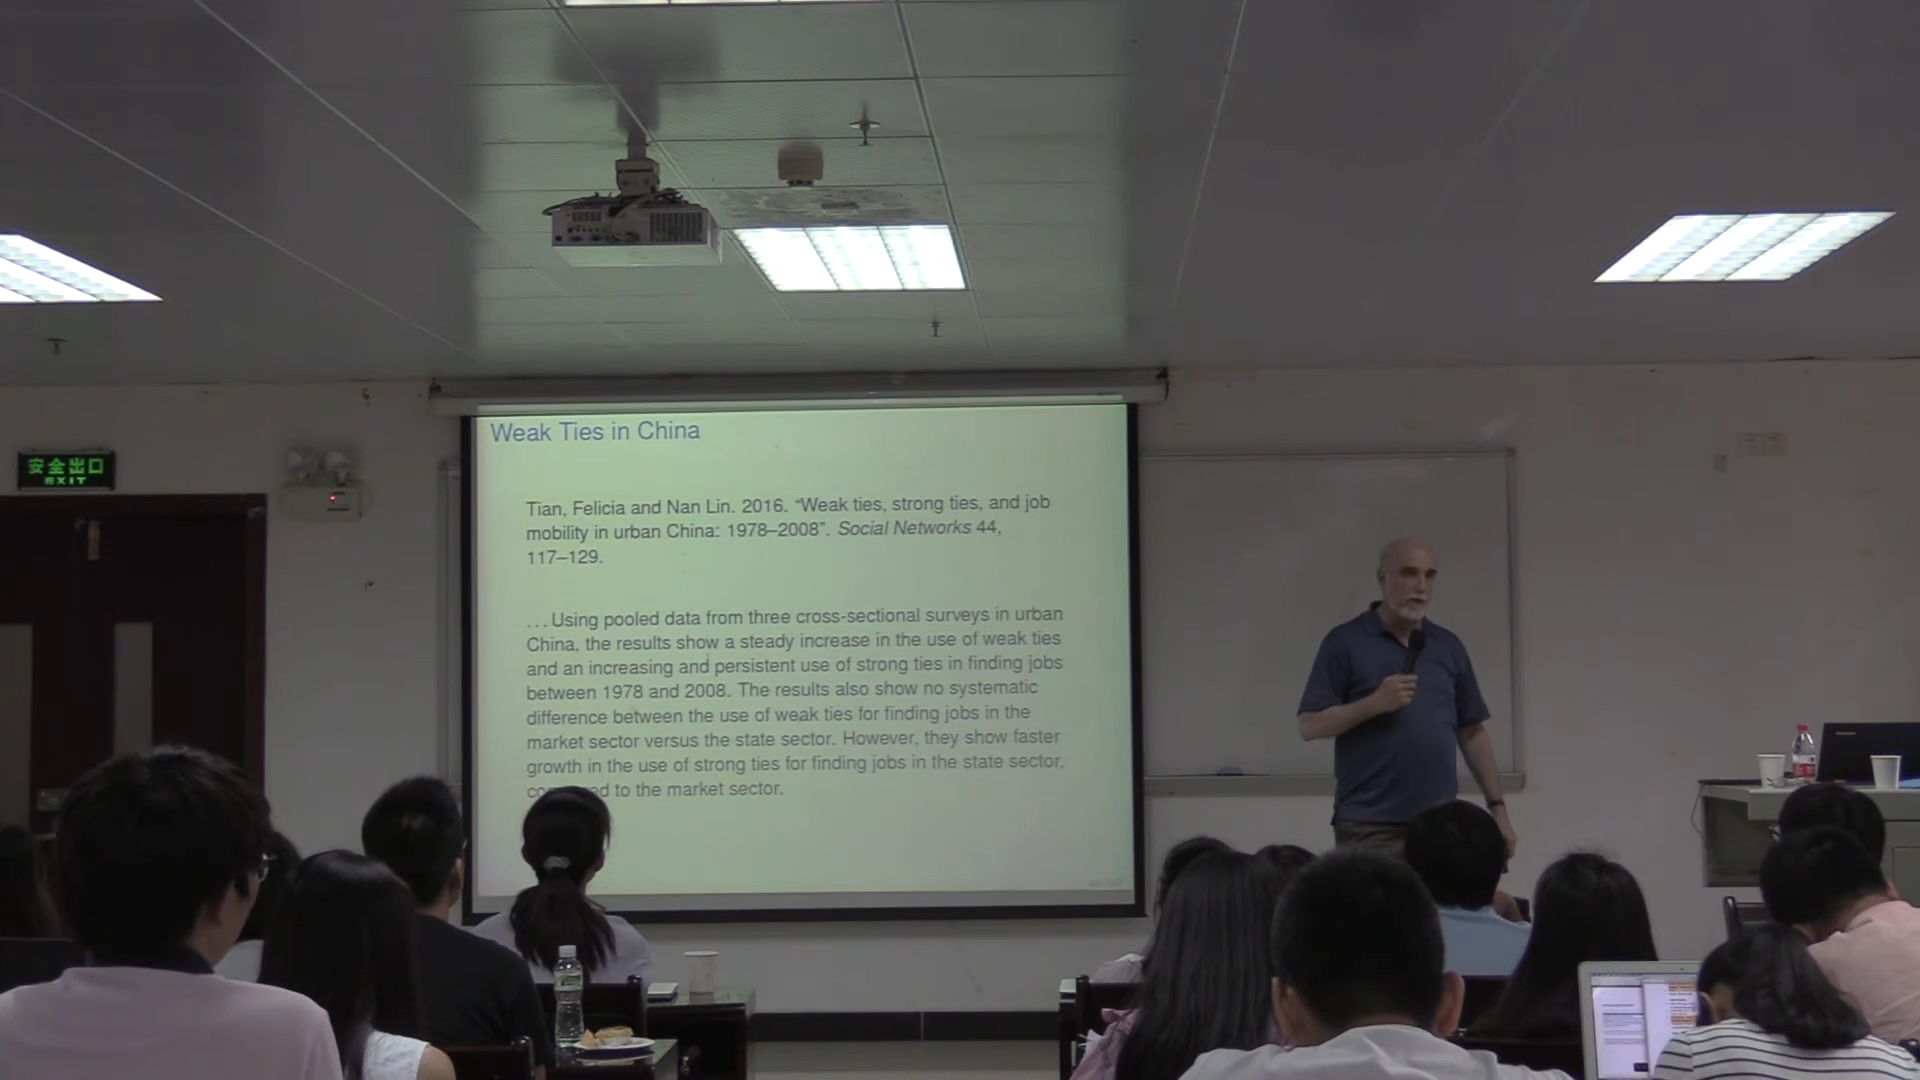 Weak Ties in China
Tian, Felicia and Nan Lin. 2016. “Weak ties, strong ties, and job
mobility in urban China: 1978–2008”. Social Networks 44,
117–129.
. . . Using pooled data from three cross-sectional surveys in urban
China, the results show a steady increase in the use of weak ties
and an increasing and persistent use of strong ties in finding jobs
between 1978 and 2008. The results also show no systematic
difference between the use of weak ties for finding jobs in the
market sector versus the state sector. However, they show faster
growth in the use of strong ties for finding jobs in the state sector,
to the market sector.
安全出口
EXIT